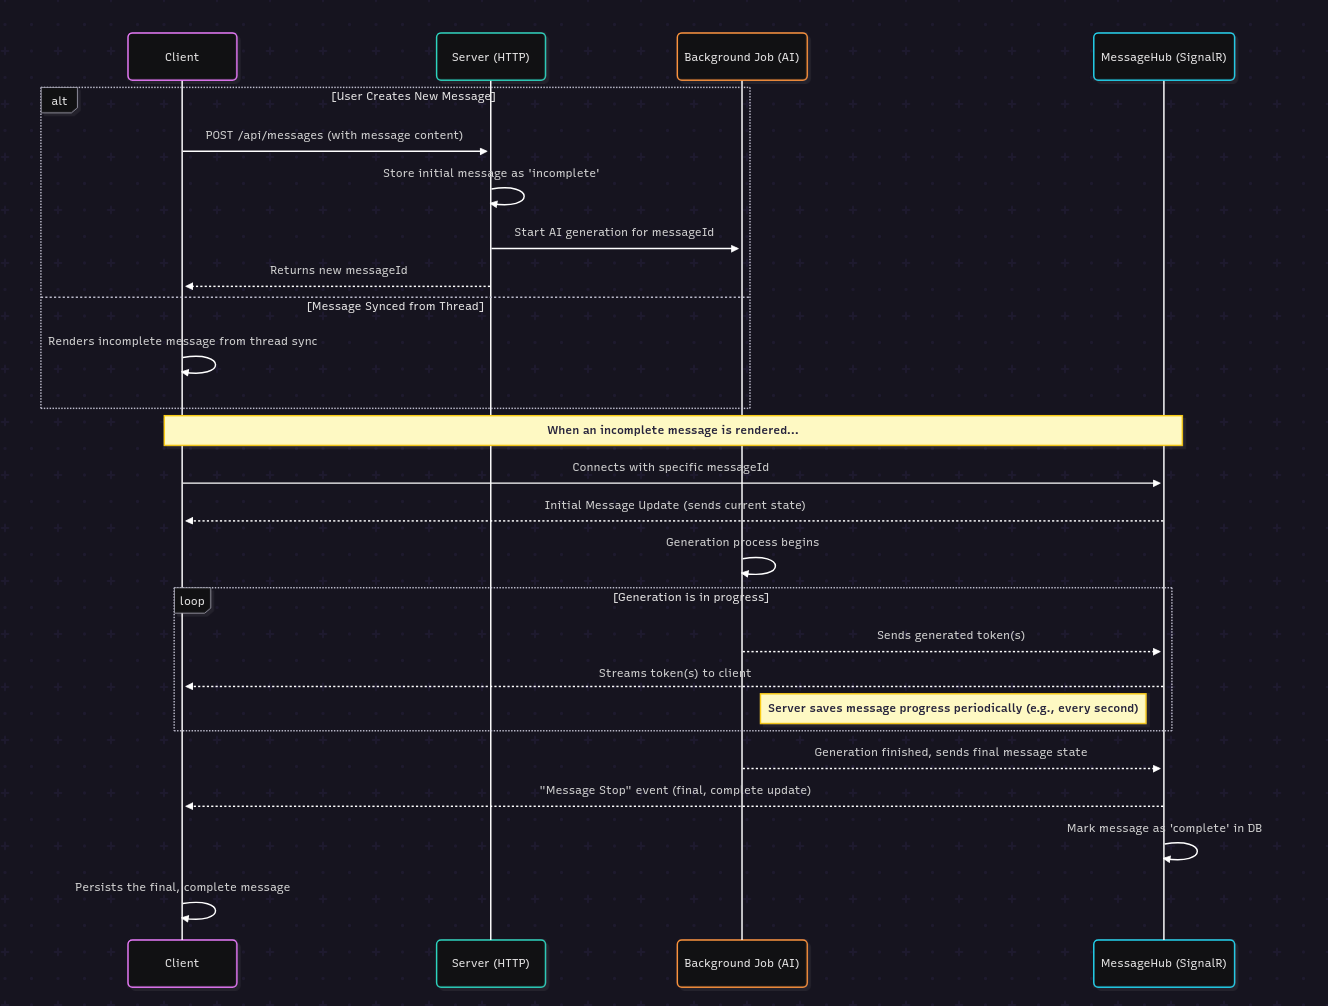 Client
Server (HTTP)
Background Job (AI)
MessageHub (SignalR)
alt
[User Creates New Message]
POST /api/messages (with message content)
Store initial message as 'incomplete'
Start AI generation for messageId
Returns new messageId
[Message Synced from Thread]
Renders incomplete message from thread sync
When an incomplete message is rendered...
Connects with specific messageId
Initial Message Update (sends current state)
Generation process begins
loop
[Generation is in progress]
Sends generated token(s)
Streams token(s) to client
Server saves message progress periodically (e.g., every second)
Generation finished, sends final message state
"Message Stop" event (final, complete update)
Mark message as 'complete' in DB
Persists the final, complete message
Client
Server (HTTP)
Background Job (AI)
MessageHub (SignalR)